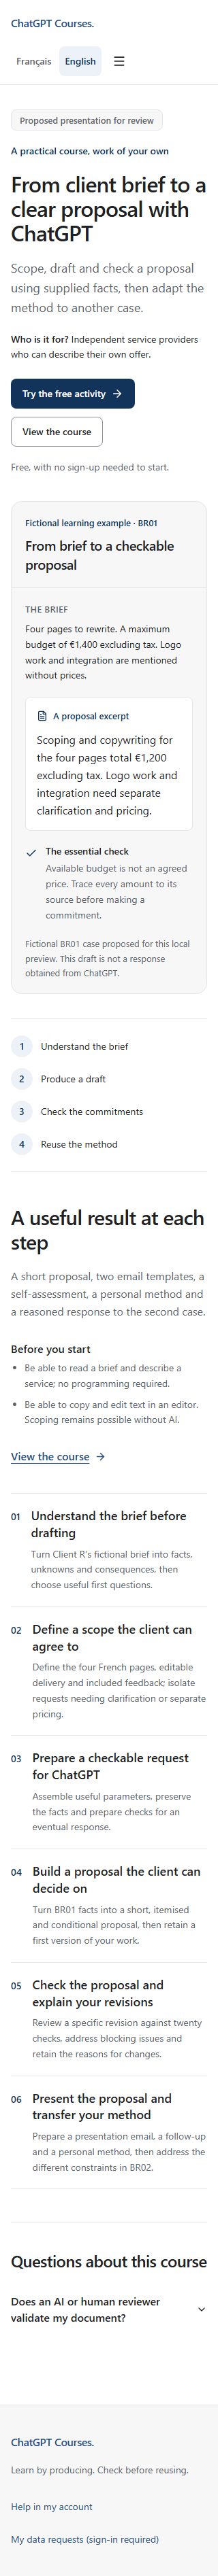 ChatGPT Courses.
Français English
Proposed presentation for review
A practical course, work of your own
From client brief to a
clear proposal with
ChatGPT
Scope, draft and check a proposal
using supplied facts, then adapt the
method to another case.
Who is it for? Independent service providers
who can describe their own offer.
Try the free activity
View the course
Free, with no sign-up needed to start.
Fictional learning example · BR01
From brief to a checkable
proposal
THE BRIEF
Four pages to rewrite. A maximum
budget of €1,400 excluding tax. Logo
work and integration are mentioned
without prices.
A proposal excerpt
Scoping and copywriting for
the four pages total €1,200
excluding tax. Logo work and
integration need separate
clarification and pricing.
The essential check
Available budget is not an agreed
price. Trace every amount to its
source before making a
commitment.
Fictional BR01 case proposed for this local
preview. This draft is not a response
obtained from ChatGPT.
1 Understand the brief
2 Produce a draft
3 Check the commitments
4 Reuse the method
A useful result at each
step
A short proposal, two email templates, a
self-assessment, a personal method and
a reasoned response to the second case.
Before you start
• Be able to read a brief and describe a
service; no programming required.
• Be able to copy and edit text in an editor.
Scoping remains possible without AI.
View the course
01 Understand the brief before
drafting
Turn Client R's fictional brief into facts,
unknowns and consequences, then
choose useful first questions.
02 Define a scope the client can
agree to
Define the four French pages, editable
delivery and included feedback; isolate
requests needing clarification or separate
pricing.
03 Prepare a checkable request
for ChatGPT
Assemble useful parameters, preserve
the facts and prepare checks for an
eventual response.
04 Build a proposal the client can
decide on
Turn BR01 facts into a short, itemised
and conditional proposal, then retain a
first version of your work.
05 Check the proposal and
explain your revisions
Review a specific revision against twenty
checks, address blocking issues and
retain the reasons for changes.
06 Present the proposal and
transfer your method
Prepare a presentation email, a follow-up
and a personal method, then address the
different constraints in BR02.
Questions about this course
Does an AI or human reviewer
validate my document?
ChatGPT Courses.
Learn by producing. Check before reusing.
Help in my account
My data requests (sign-in required)